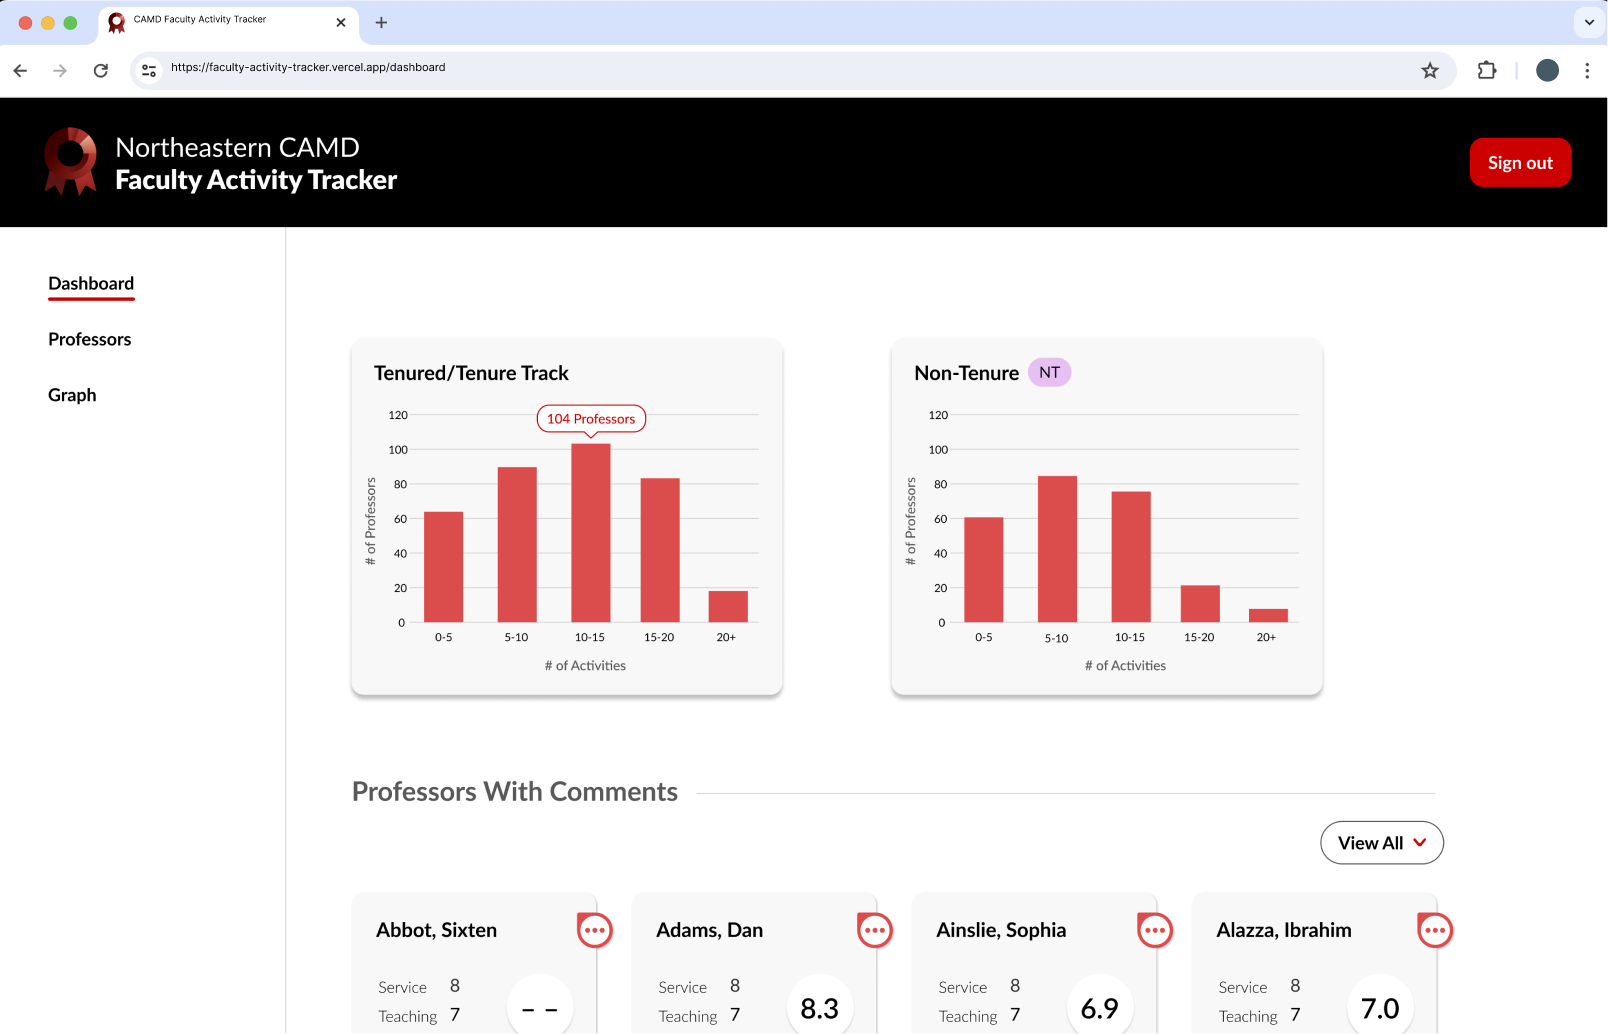 CAMD Faculty Activity Tracker
https://faculty-activity-tracker.vercel.app/dashboard
Northeastern CAMD
Faculty Activity Tracker
Sign out
Dashboard
Professors
Graph
Tenured/Tenure Track
104 Professors
120
100
80
60
40
20
0
# of Professors
0-5 5-10 10-15 15-20 20+
# of Activities
Non-Tenure NT
120
100
80
60
40
20
0
# of Professors
0-5 5-10 10-15 15-20 20+
# of Activities
Professors With Comments
View All
Abbot, Sixten
Service 8
Teaching 7
– –
Adams, Dan
Service 8
Teaching 7
8.3
Ainslie, Sophia
Service 8
Teaching 7
6.9
Alazza, Ibrahim
Service 8
Teaching 7
7.0